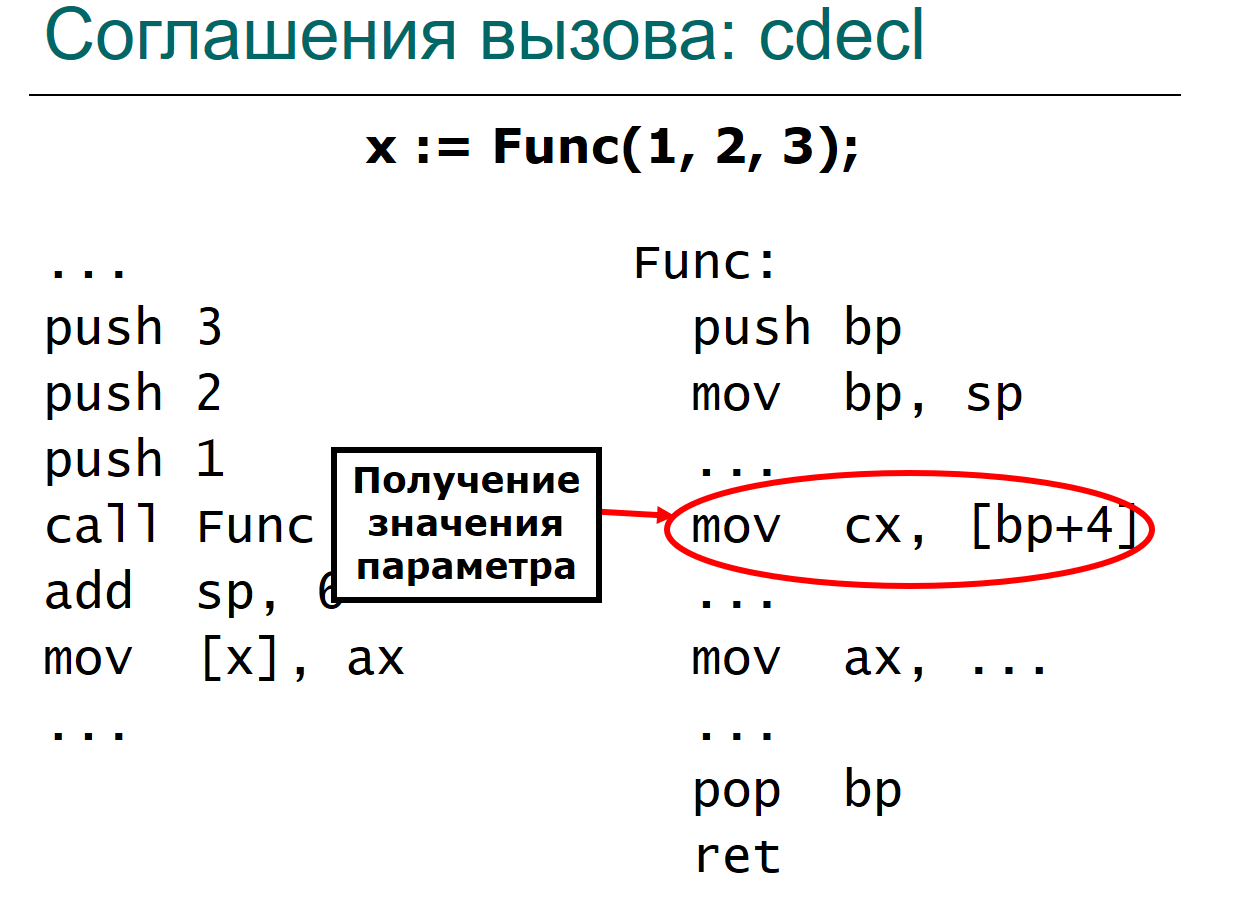 Соглашения вызова: cdecl
x := Func(1, 2, 3);
...
push 3
push 2
push 1
call Func
add sp, 6
mov [x], ax
...
Получение
значения
параметра
Func:
push bp
mov bp, sp
...
mov cx, [bp+4]
...
mov ax, ...
...
pop bp
ret